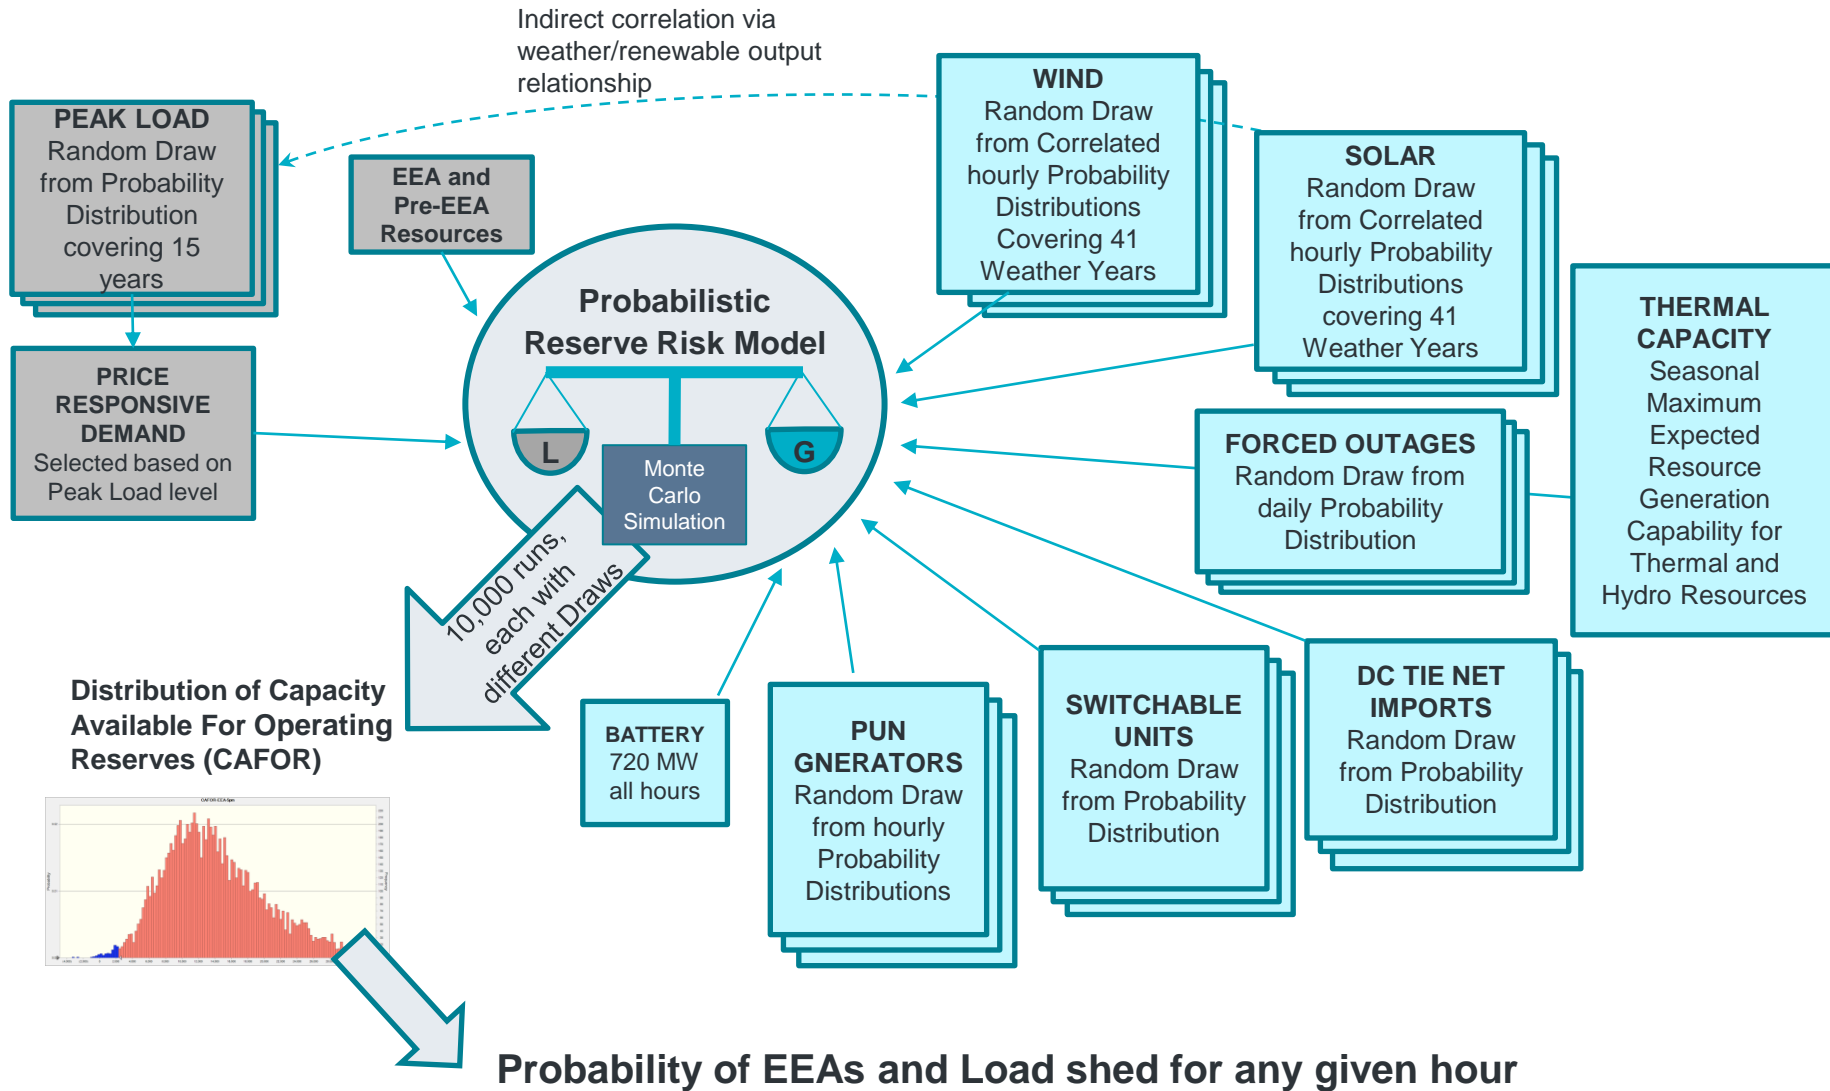 Indirect correlation via
weather/renewable output
relationship
PEAK LOAD
Random Draw
from Probability
Distribution
covering 15
years
EEA and
Pre-EEA
Resources
WIND
Random Draw
from Correlated
hourly Probability
Distributions
Covering 41
Weather Years
SOLAR
Random Draw
from Correlated
hourly Probability
Distributions
covering 41
Weather Years
THERMAL
CAPACITY
Seasonal
Maximum
Expected
Resource
Generation
Capability for
Thermal and
Hydro Resources
PRICE
RESPONSIVE
DEMAND
Selected based on
Peak Load level
Probabilistic
Reserve Risk Model
L
G
Monte
Carlo
Simulation
FORCED OUTAGES
Random Draw from
daily Probability
Distribution
10,000 runs,
each with
different Draws
BATTERY
720 MW
all hours
PUN
GNERATORS
Random Draw
from hourly
Probability
Distributions
SWITCHABLE
UNITS
Random Draw
from Probability
Distribution
DC TIE NET
IMPORTS
Random Draw
from Probability
Distribution
Distribution of Capacity
Available For Operating
Reserves (CAFOR)
Probability
Probability of EEAs and Load shed for any given hour